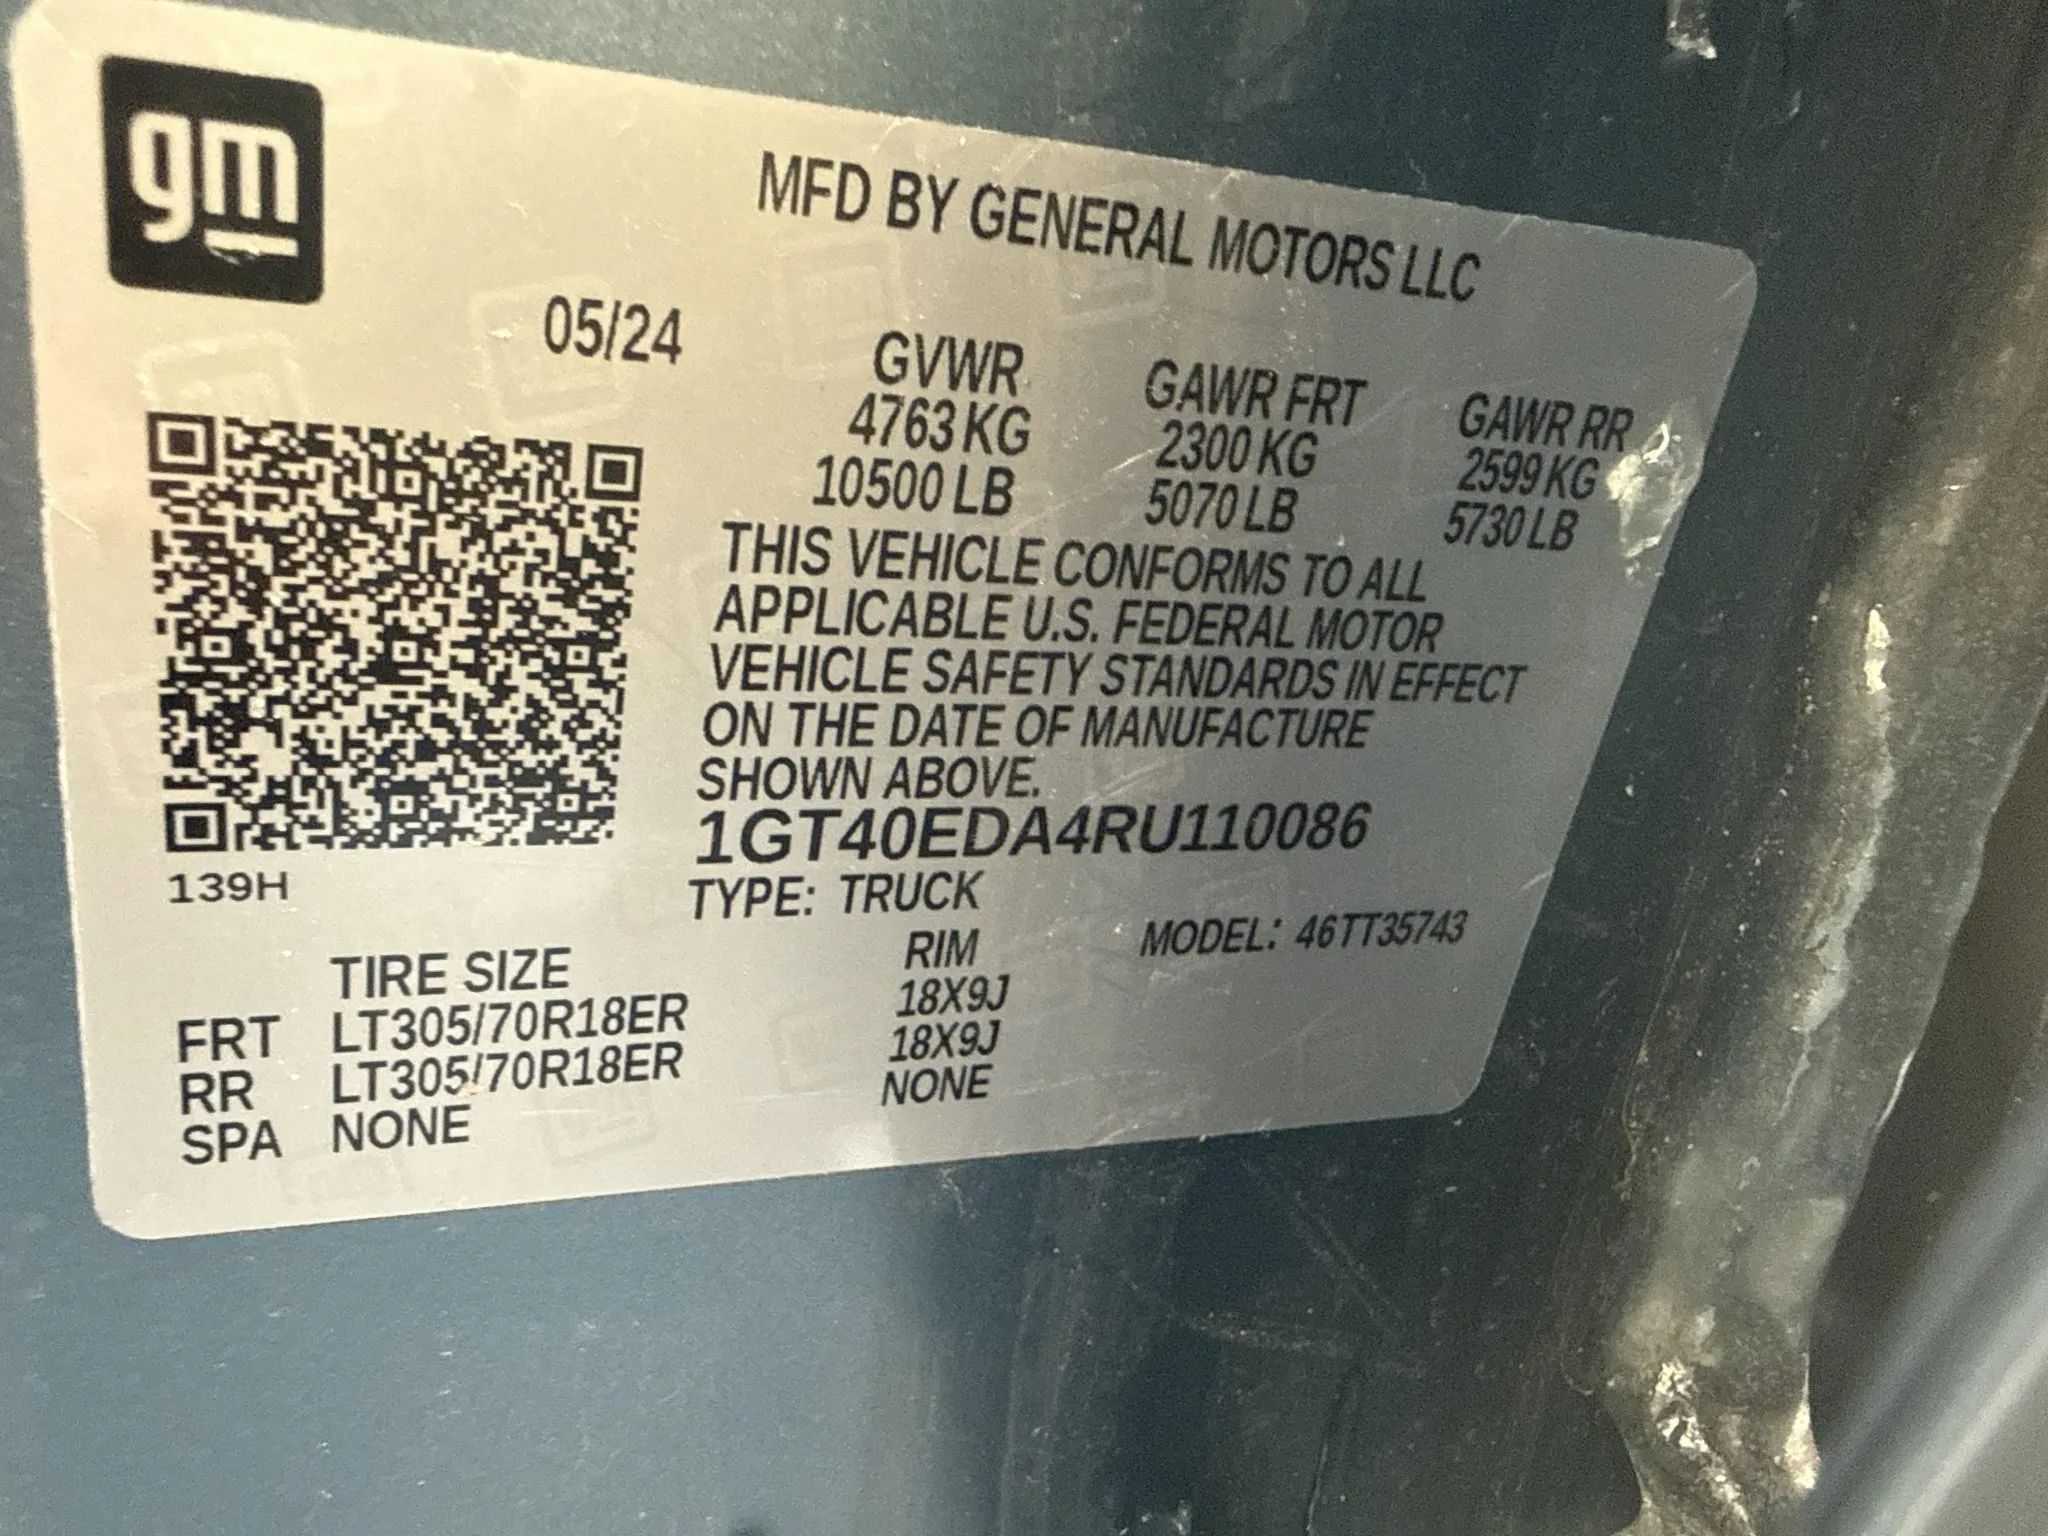 gm
MFD BY GENERAL MOTORS LLC
05/24
GVWR GAWR FRT GAWR RR
4763 KG 2300 KG 2599 KG
10500 LB 5070 LB 5730 LB
THIS VEHICLE CONFORMS TO ALL
APPLICABLE U.S. FEDERAL MOTOR
VEHICLE SAFETY STANDARDS IN EFFECT
ON THE DATE OF MANUFACTURE
SHOWN ABOVE.
1GT40EDA4RU110086
139H
TYPE: TRUCK MODEL: 46TT35743
TIRE SIZE RIM
FRT LT305/70R18ER 18X9J
RR LT305/70R18ER 18X9J
SPA NONE NONE